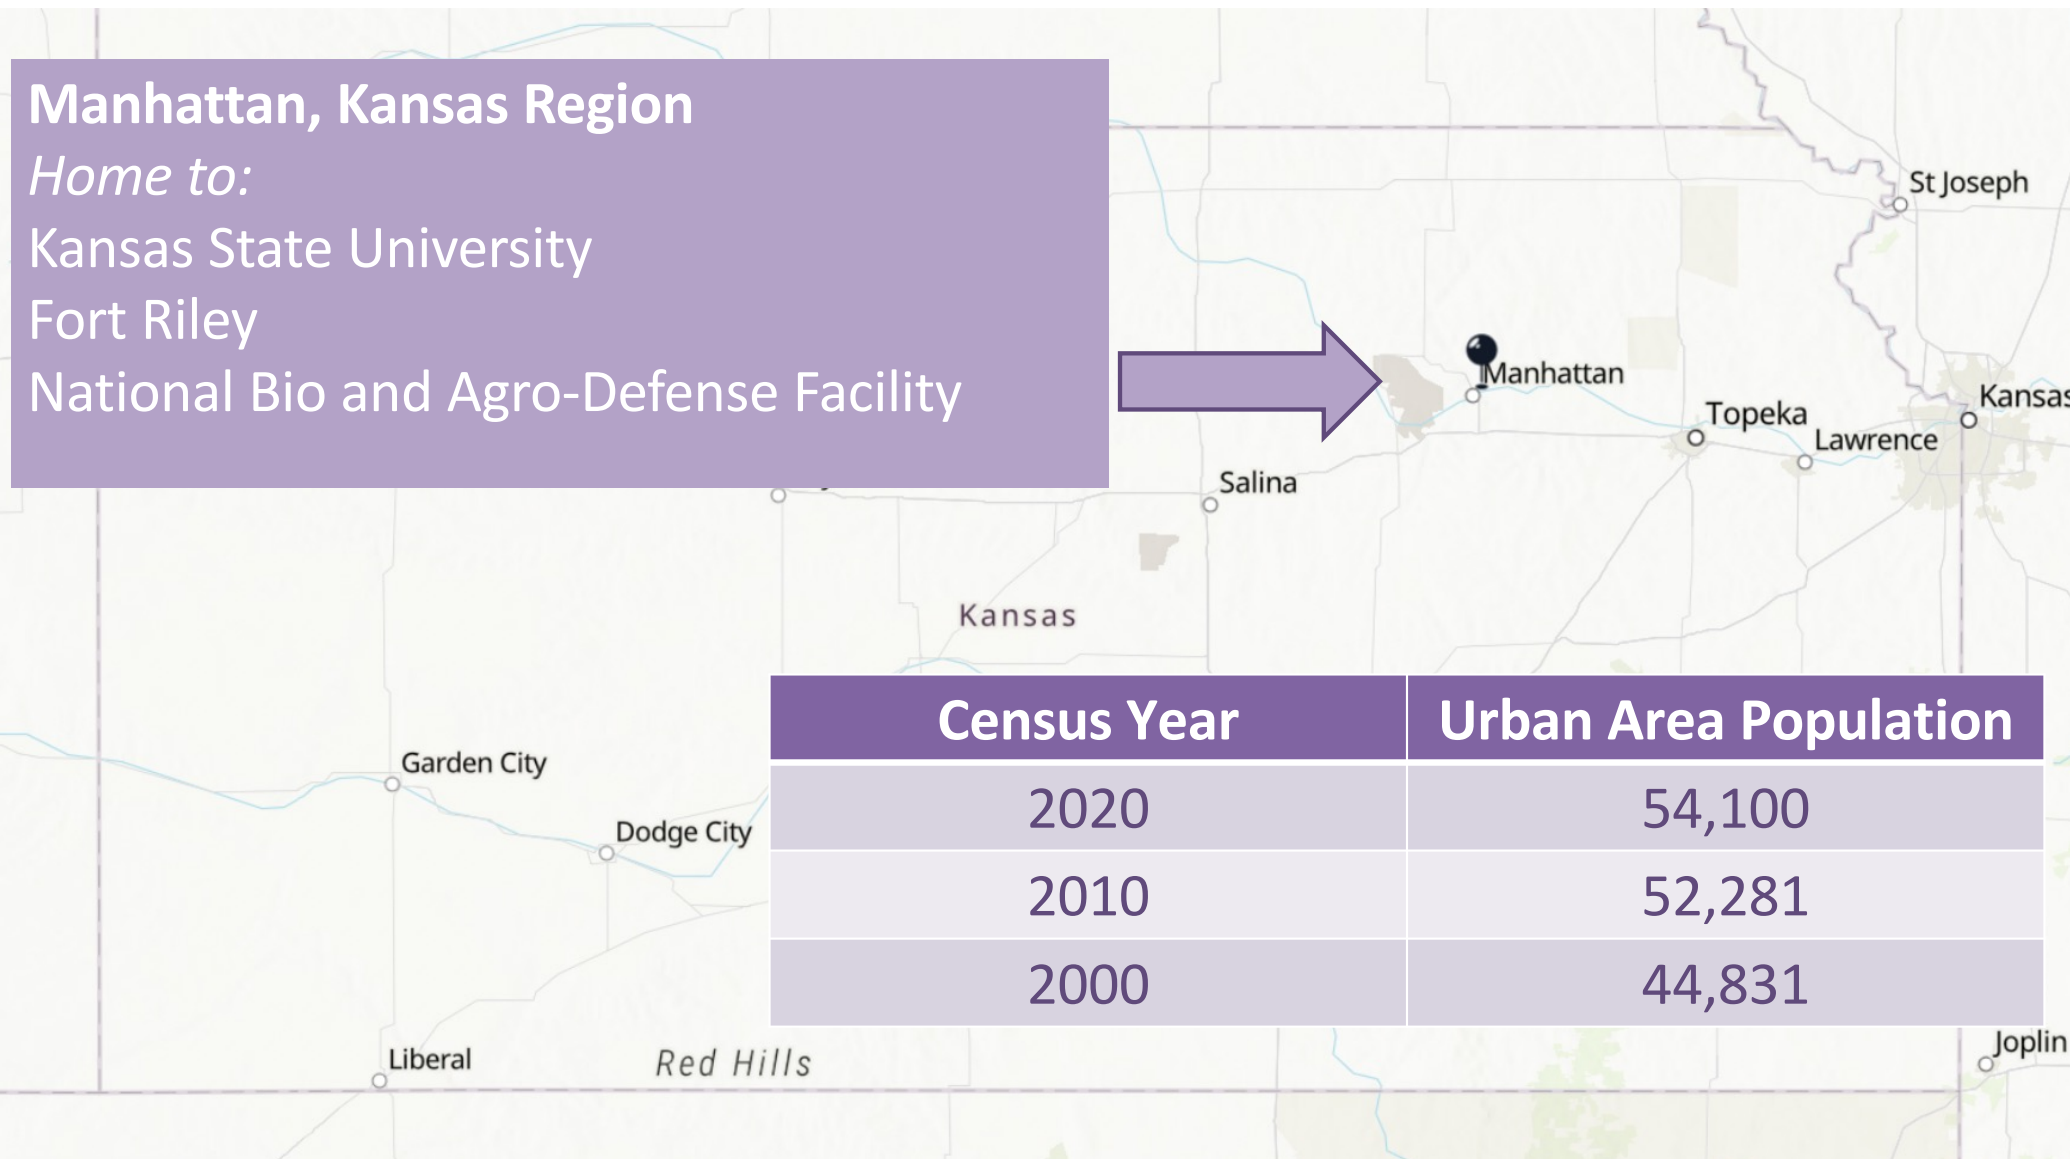 Manhattan, Kansas Region
Home to:
Kansas State University
Fort Riley
National Bio and Agro-Defense Facility
St Joseph
Manhattan
Kansas
Topeka
Lawrence
Salina
Kansas
Census Year Urban Area Population
2020 54,100
2010 52,281
2000 44,831
Garden City
Dodge City
Liberal
Red Hills
Joplin